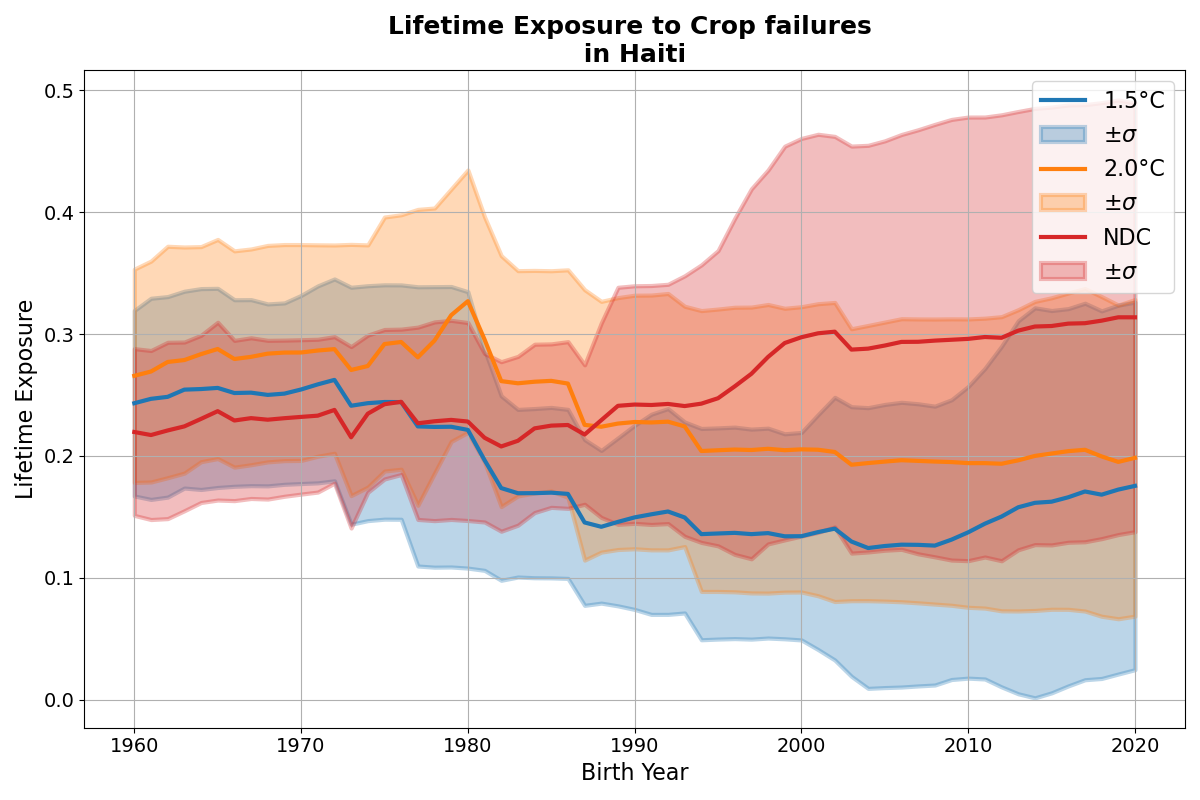 Lifetime Exposure to Crop failures
in Haiti
Lifetime Exposure
0.5
0.4
0.3
0.2
0.1
0.0
1.5°C
±σ
2.0°C
±σ
NDC
±σ
1960 1970 1980 1990 2000 2010 2020
Birth Year